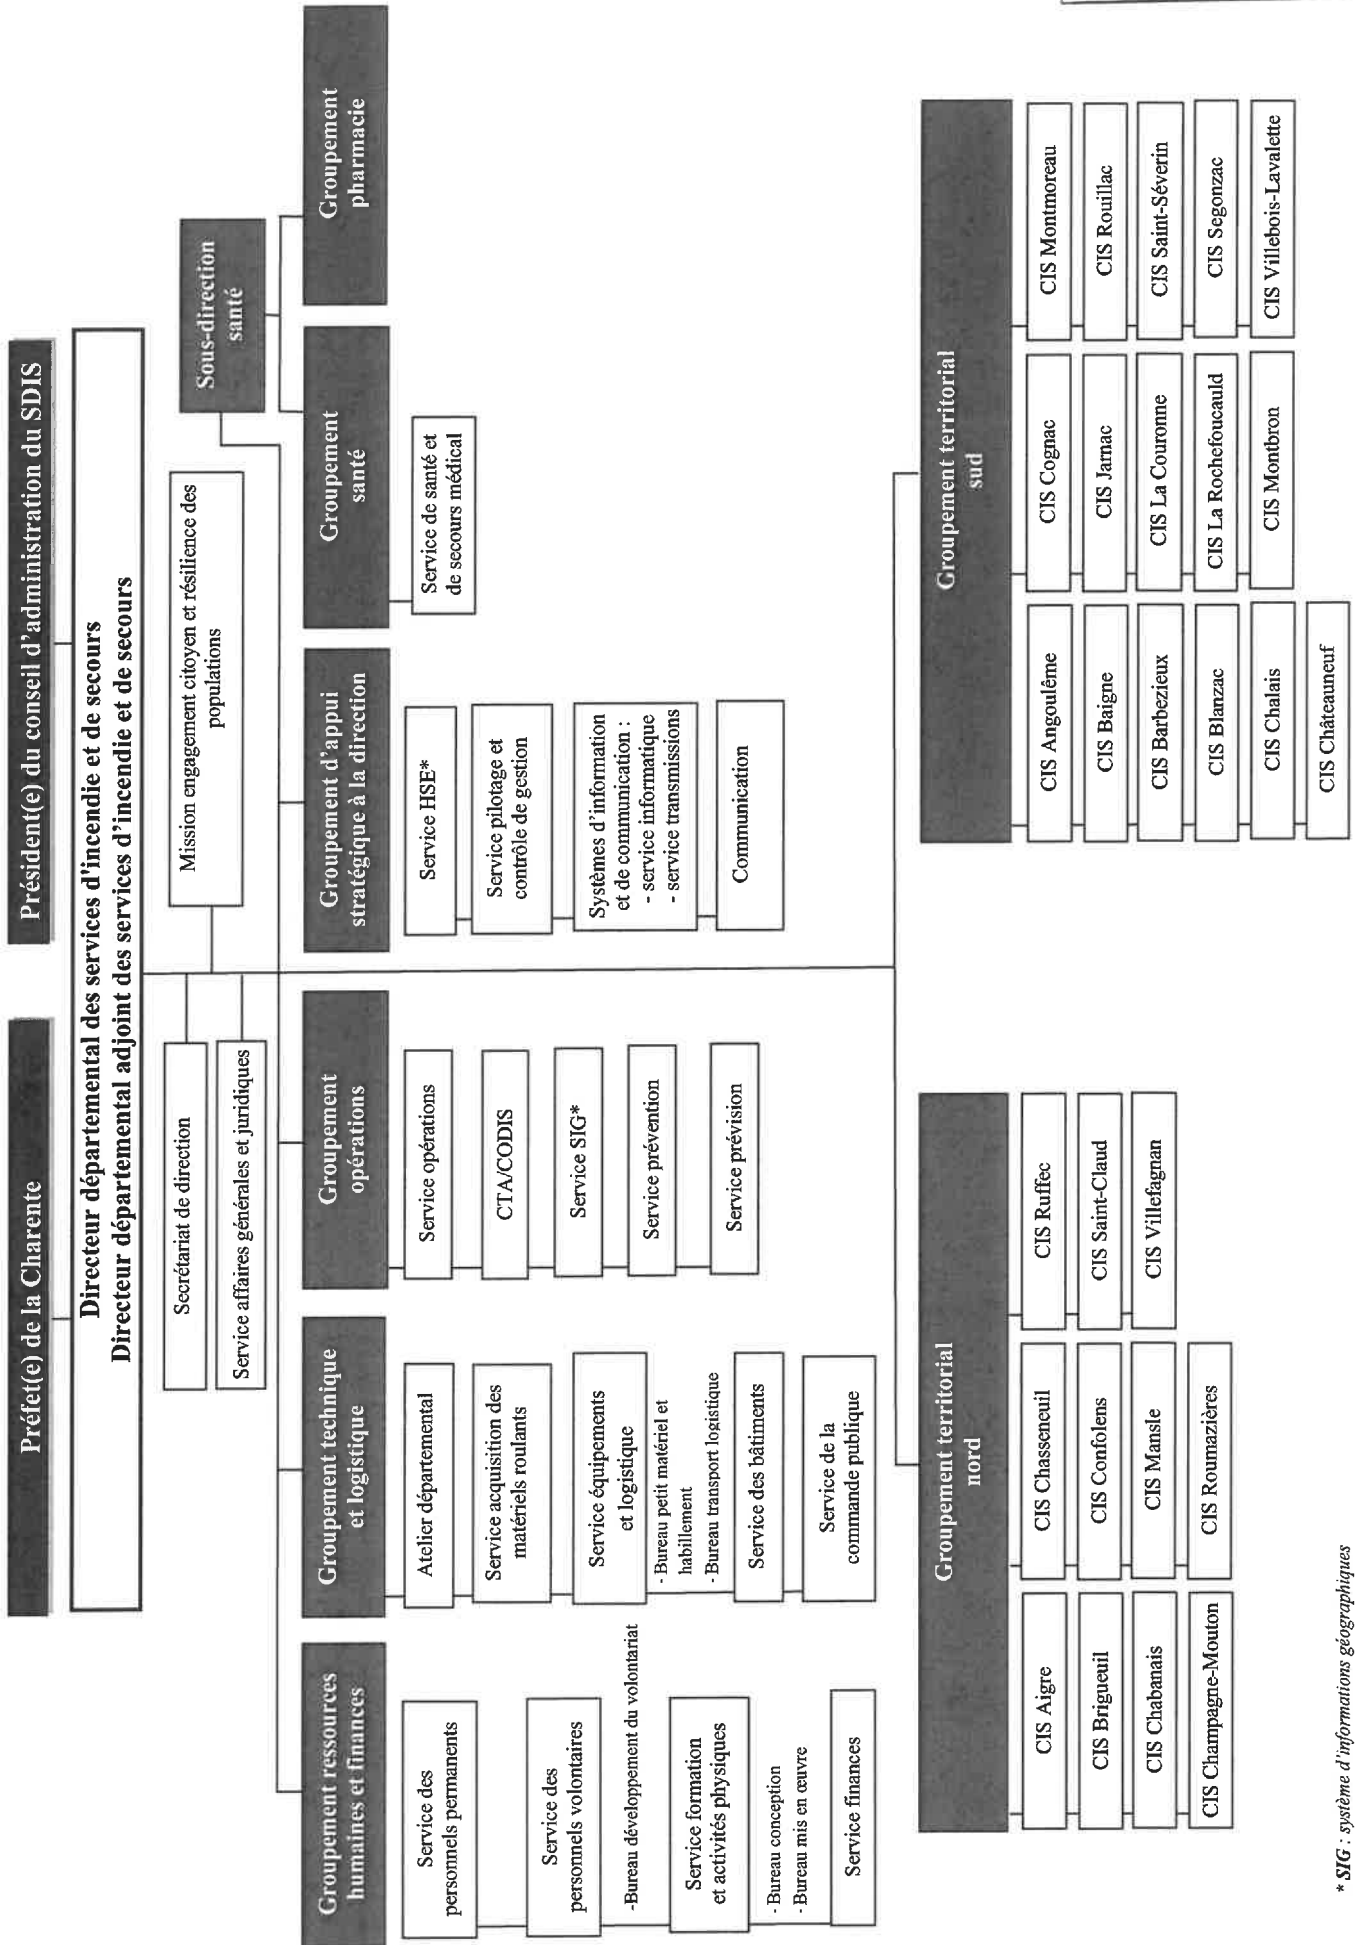 Préfet(e) de la Charente
Président(e) du conseil d'administration du SDIS
Directeur départemental des services d'incendie et de secours
Directeur départemental adjoint des services d'incendie et de secours
Secrétariat de direction
Service affaires générales et juridiques
Mission engagement citoyen et résilience des
populations
Sous-direction
santé
Groupement ressources
humaines et finances
Service des
personnels permanents
Service des
personnels volontaires
-Bureau développement du volontariat
Service formation
et activités physiques
- Bureau conception
- Bureau mis en œuvre
Service finances
Groupement technique
et logistique
Atelier départemental
Service acquisition des
matériels roulants
Service équipements
et logistique
- Bureau petit matériel et
habillement
- Bureau transport logistique
Service des bâtiments
Service de la
commande publique
Groupement
opérations
Service opérations
CTA/CODIS
Service SIG*
Service prévention
Service prévision
Groupement d'appui
stratégique à la direction
Service HSE*
Service pilotage et
contrôle de gestion
Systèmes d'information
et de communication :
- service informatique
- service transmissions
Communication
Groupement
santé
Service de santé et
de secours médical
Groupement
pharmacie
Groupement territorial
nord
CIS Aigre
CIS Brigueuil
CIS Chabanais
CIS Champagne-Mouton
CIS Chasseneuil
CIS Confolens
CIS Mansle
CIS Roumazières
CIS Ruffec
CIS Saint-Claud
CIS Villefagnan
Groupement territorial
sud
CIS Angoulême
CIS Baigne
CIS Barbezieux
CIS Blanzac
CIS Chalais
CIS Châteauneuf
CIS Cognac
CIS Jarnac
CIS La Couronne
CIS La Rochefoucauld
CIS Montbron
CIS Montmoreau
CIS Rouillac
CIS Saint-Séverin
CIS Segonzac
CIS Villebois-Lavalette
* SIG : système d'informations géographiques